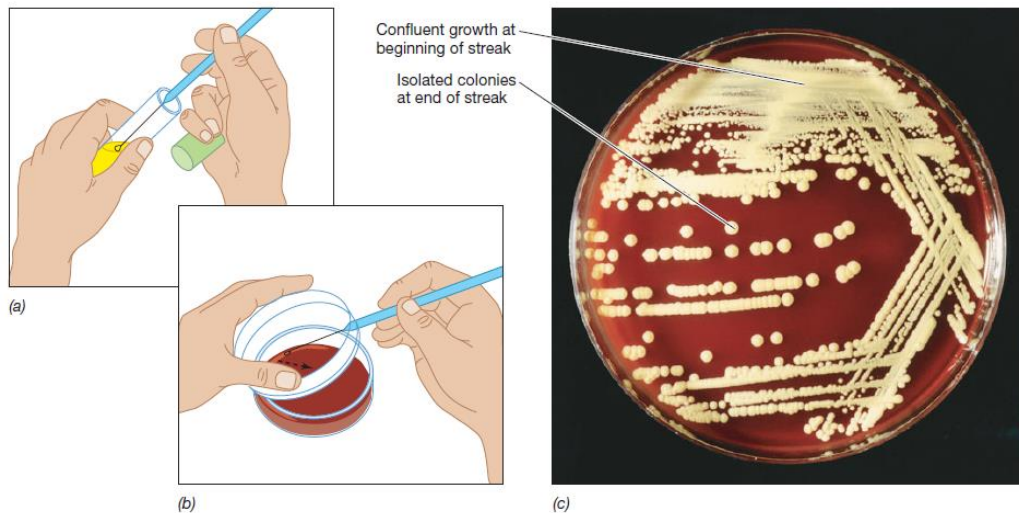 Confluent growth at
beginning of streak
Isolated colonies
at end of streak
(a)
(b)
(c)